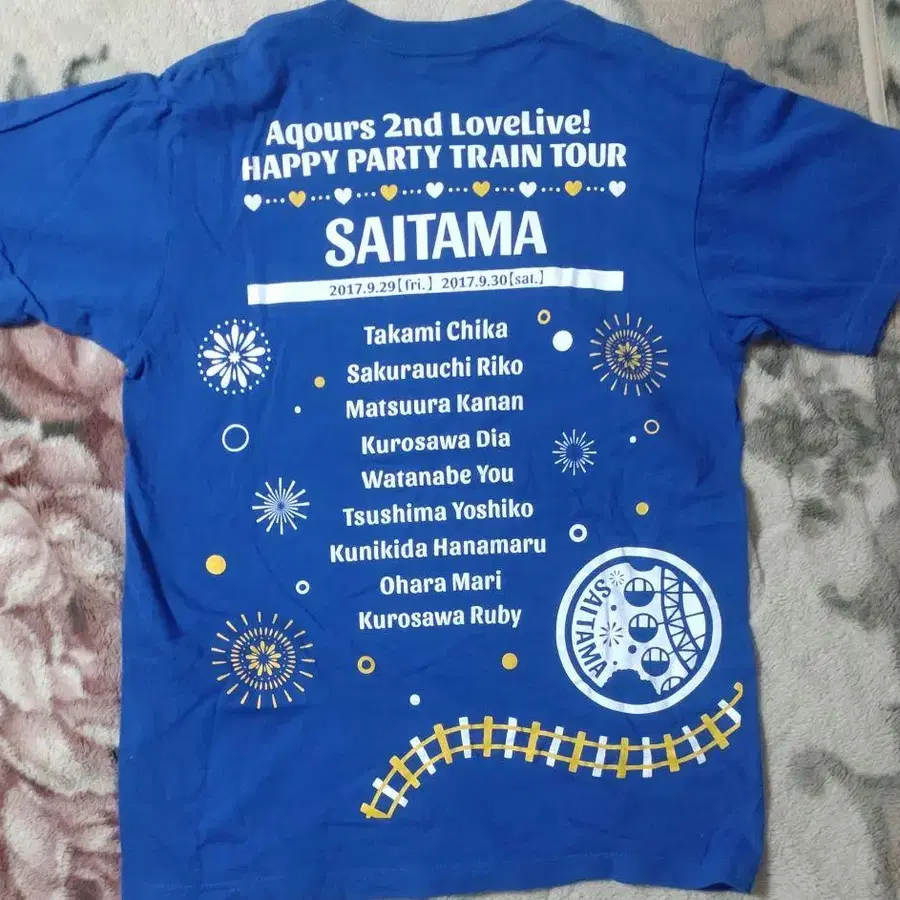 Aqours 2nd LoveLive!
HAPPY PARTY TRAIN TOUR
SAITAMA
2017.9.29【fri.】 2017.9.30【sat.】
Takami Chika
Sakurauchi Riko
Matsuura Kanan
Kurosawa Dia
Watanabe You
Tsushima Yoshiko
Kunikida Hanamaru
Ohara Mari
Kurosawa Ruby
SAITAMA